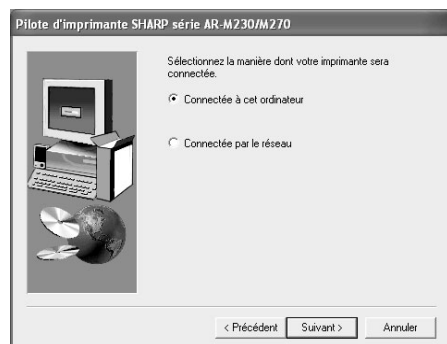 Pilote d'imprimante SHARP série AR-M230/M270
Sélectionnez la manière dont votre imprimante sera
connectée.
Connectée à cet ordinateur
Connectée par le réseau
< Précédent Suivant > Annuler